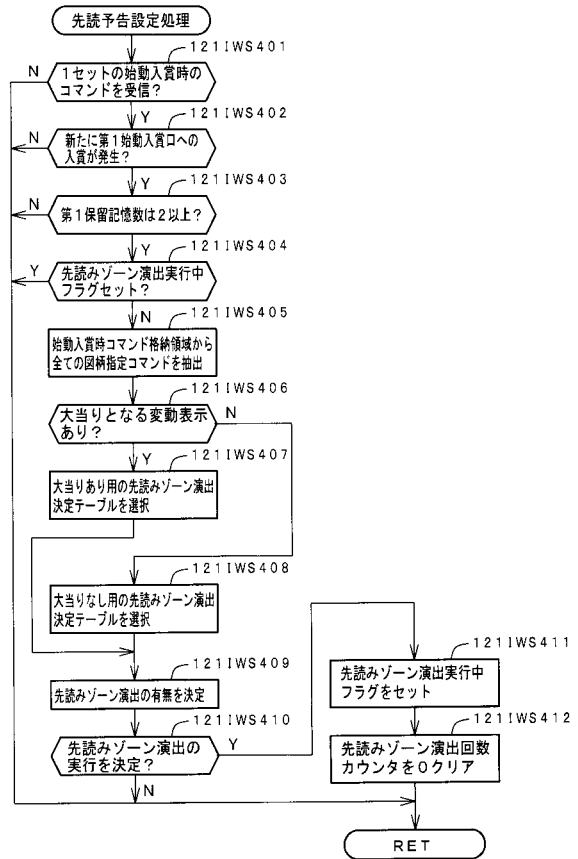 先読予告設定処理
121IWS401
1セットの始動入賞時の
コマンドを受信？
N
Y
121IWS402
新たに第1始動入賞口への
入賞が発生？
N
Y
121IWS403
第1保留記憶数は2以上？
N
Y
121IWS404
先読みゾーン演出実行中
フラグセット？
Y
N
121IWS405
始動入賞時コマンド格納領域から
全ての図柄指定コマンドを抽出
121IWS406
大当りとなる変動表示
あり？
N
Y
121IWS407
大当りあり用の先読みゾーン演出
決定テーブルを選択
121IWS408
大当りなし用の先読みゾーン演出
決定テーブルを選択
121IWS409
先読みゾーン演出の有無を決定
121IWS410
先読みゾーン演出の
実行を決定？
Y
N
121IWS411
先読みゾーン演出実行中
フラグをセット
121IWS412
先読みゾーン演出回数
カウンタを0クリア
RET